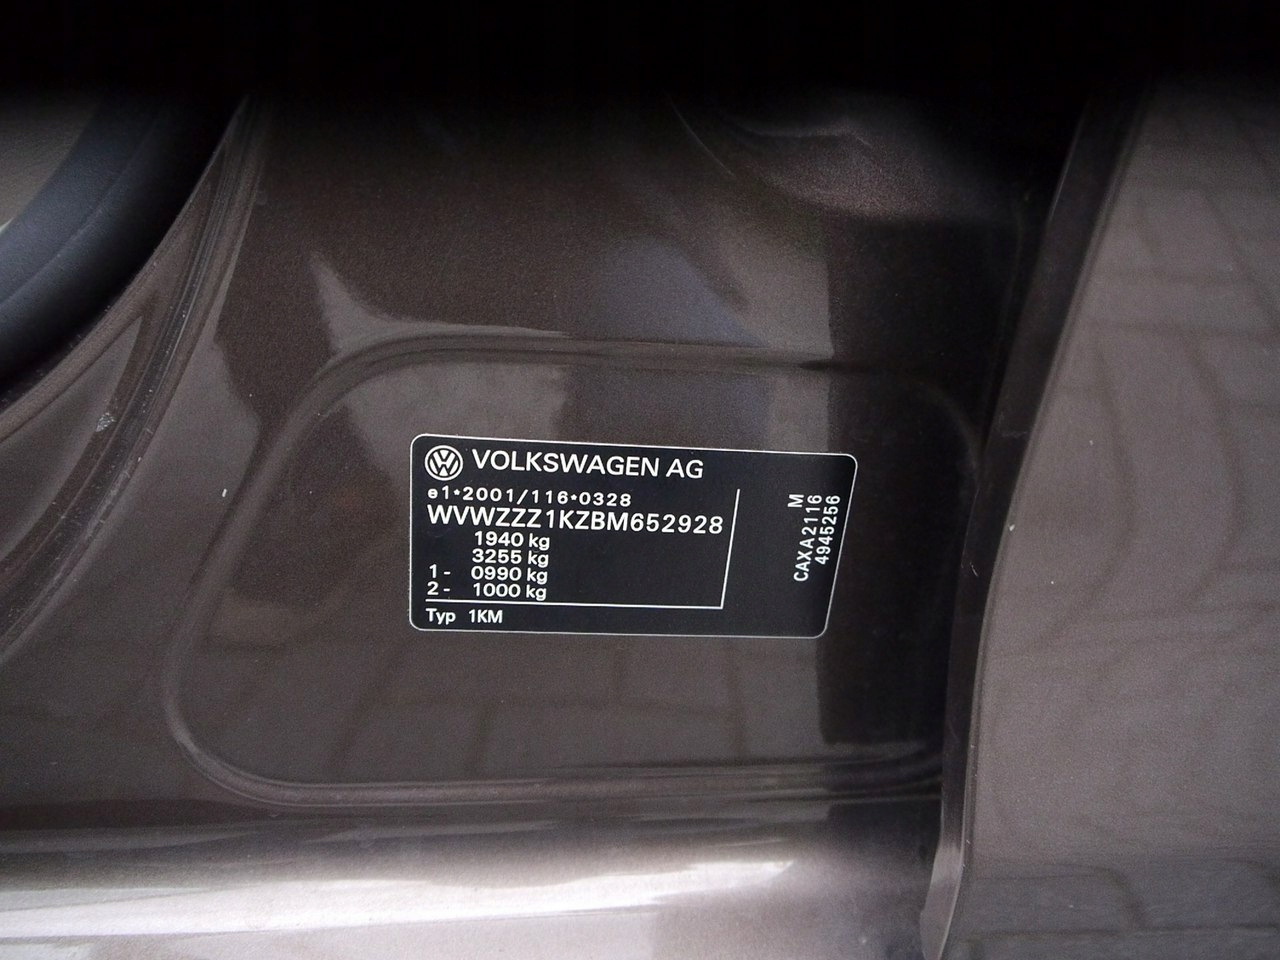 VOLKSWAGEN AG
e1*2001/116*0328
WVWZZZ1KZBM652928
1940 kg
3255 kg
1- 0990 kg
2- 1000 kg
Typ 1KM
M
CAXA2116
4945256